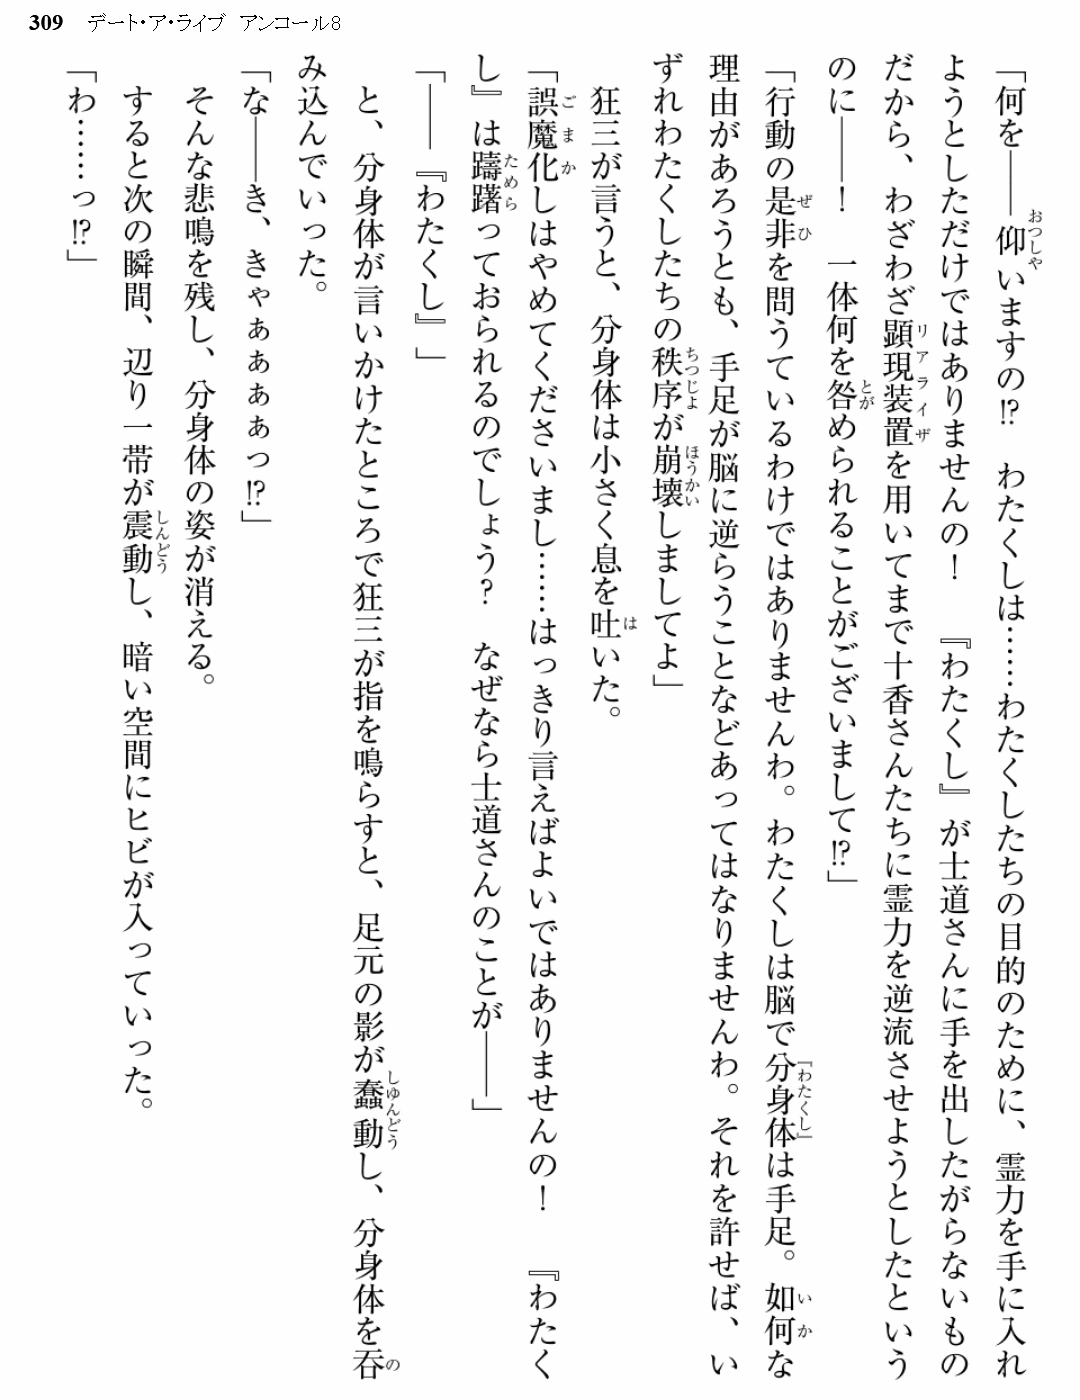 309 デート・ア・ライブ アンコール8
「何を――仰いますの!? わたくしは……わたくしたちの目的のために、霊力を手に入れ
ようとしただけではありませんの! 『わたくし』が士道さんに手を出したがらないもの
だから、わざわざ顕現装置を用いてまで十香さんたちに霊力を逆流させようとしたという
のに――! 一体何を咎められることがございまして!?」
「行動の是非を問うているわけではありませんわ。わたくしは脳で分身体は手足。如何な
理由があろうとも、手足が脳に逆らうことなどあってはなりませんわ。それを許せば、い
ずれわたくしたちの秩序が崩壊しましてよ」
狂三が言うと、分身体は小さく息を吐いた。
「誤魔化しはやめてくださいまし……はっきり言えばよいではありませんの! 『わたく
し』は躊躇っておられるのでしょう? なぜなら士道さんのことが――」
「――『わたくし』」
と、分身体が言いかけたところで狂三が指を鳴らすと、足元の影が蠢動し、分身体を呑
み込んでいった。
「な――き、きゃぁぁぁぁっ!?」
そんな悲鳴を残し、分身体の姿が消える。
すると次の瞬間、辺り一帯が震動し、暗い空間にヒビが入っていった。
「わ……っ!?」